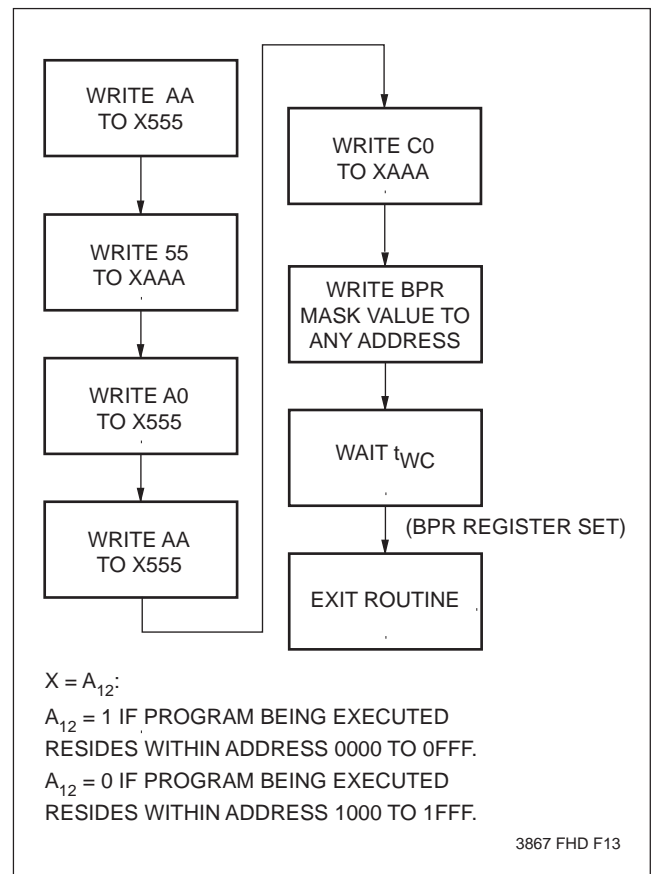 WRITE AA
TO X555
WRITE 55
TO XAAA
WRITE A0
TO X555
WRITE AA
TO X555
WRITE C0
TO XAAA
WRITE BPR
MASK VALUE TO
ANY ADDRESS
WAIT tWC
(BPR REGISTER SET)
EXIT ROUTINE
X = A12:
A12 = 1 IF PROGRAM BEING EXECUTED
RESIDES WITHIN ADDRESS 0000 TO 0FFF.
A12 = 0 IF PROGRAM BEING EXECUTED
RESIDES WITHIN ADDRESS 1000 TO 1FFF.
3867 FHD F13